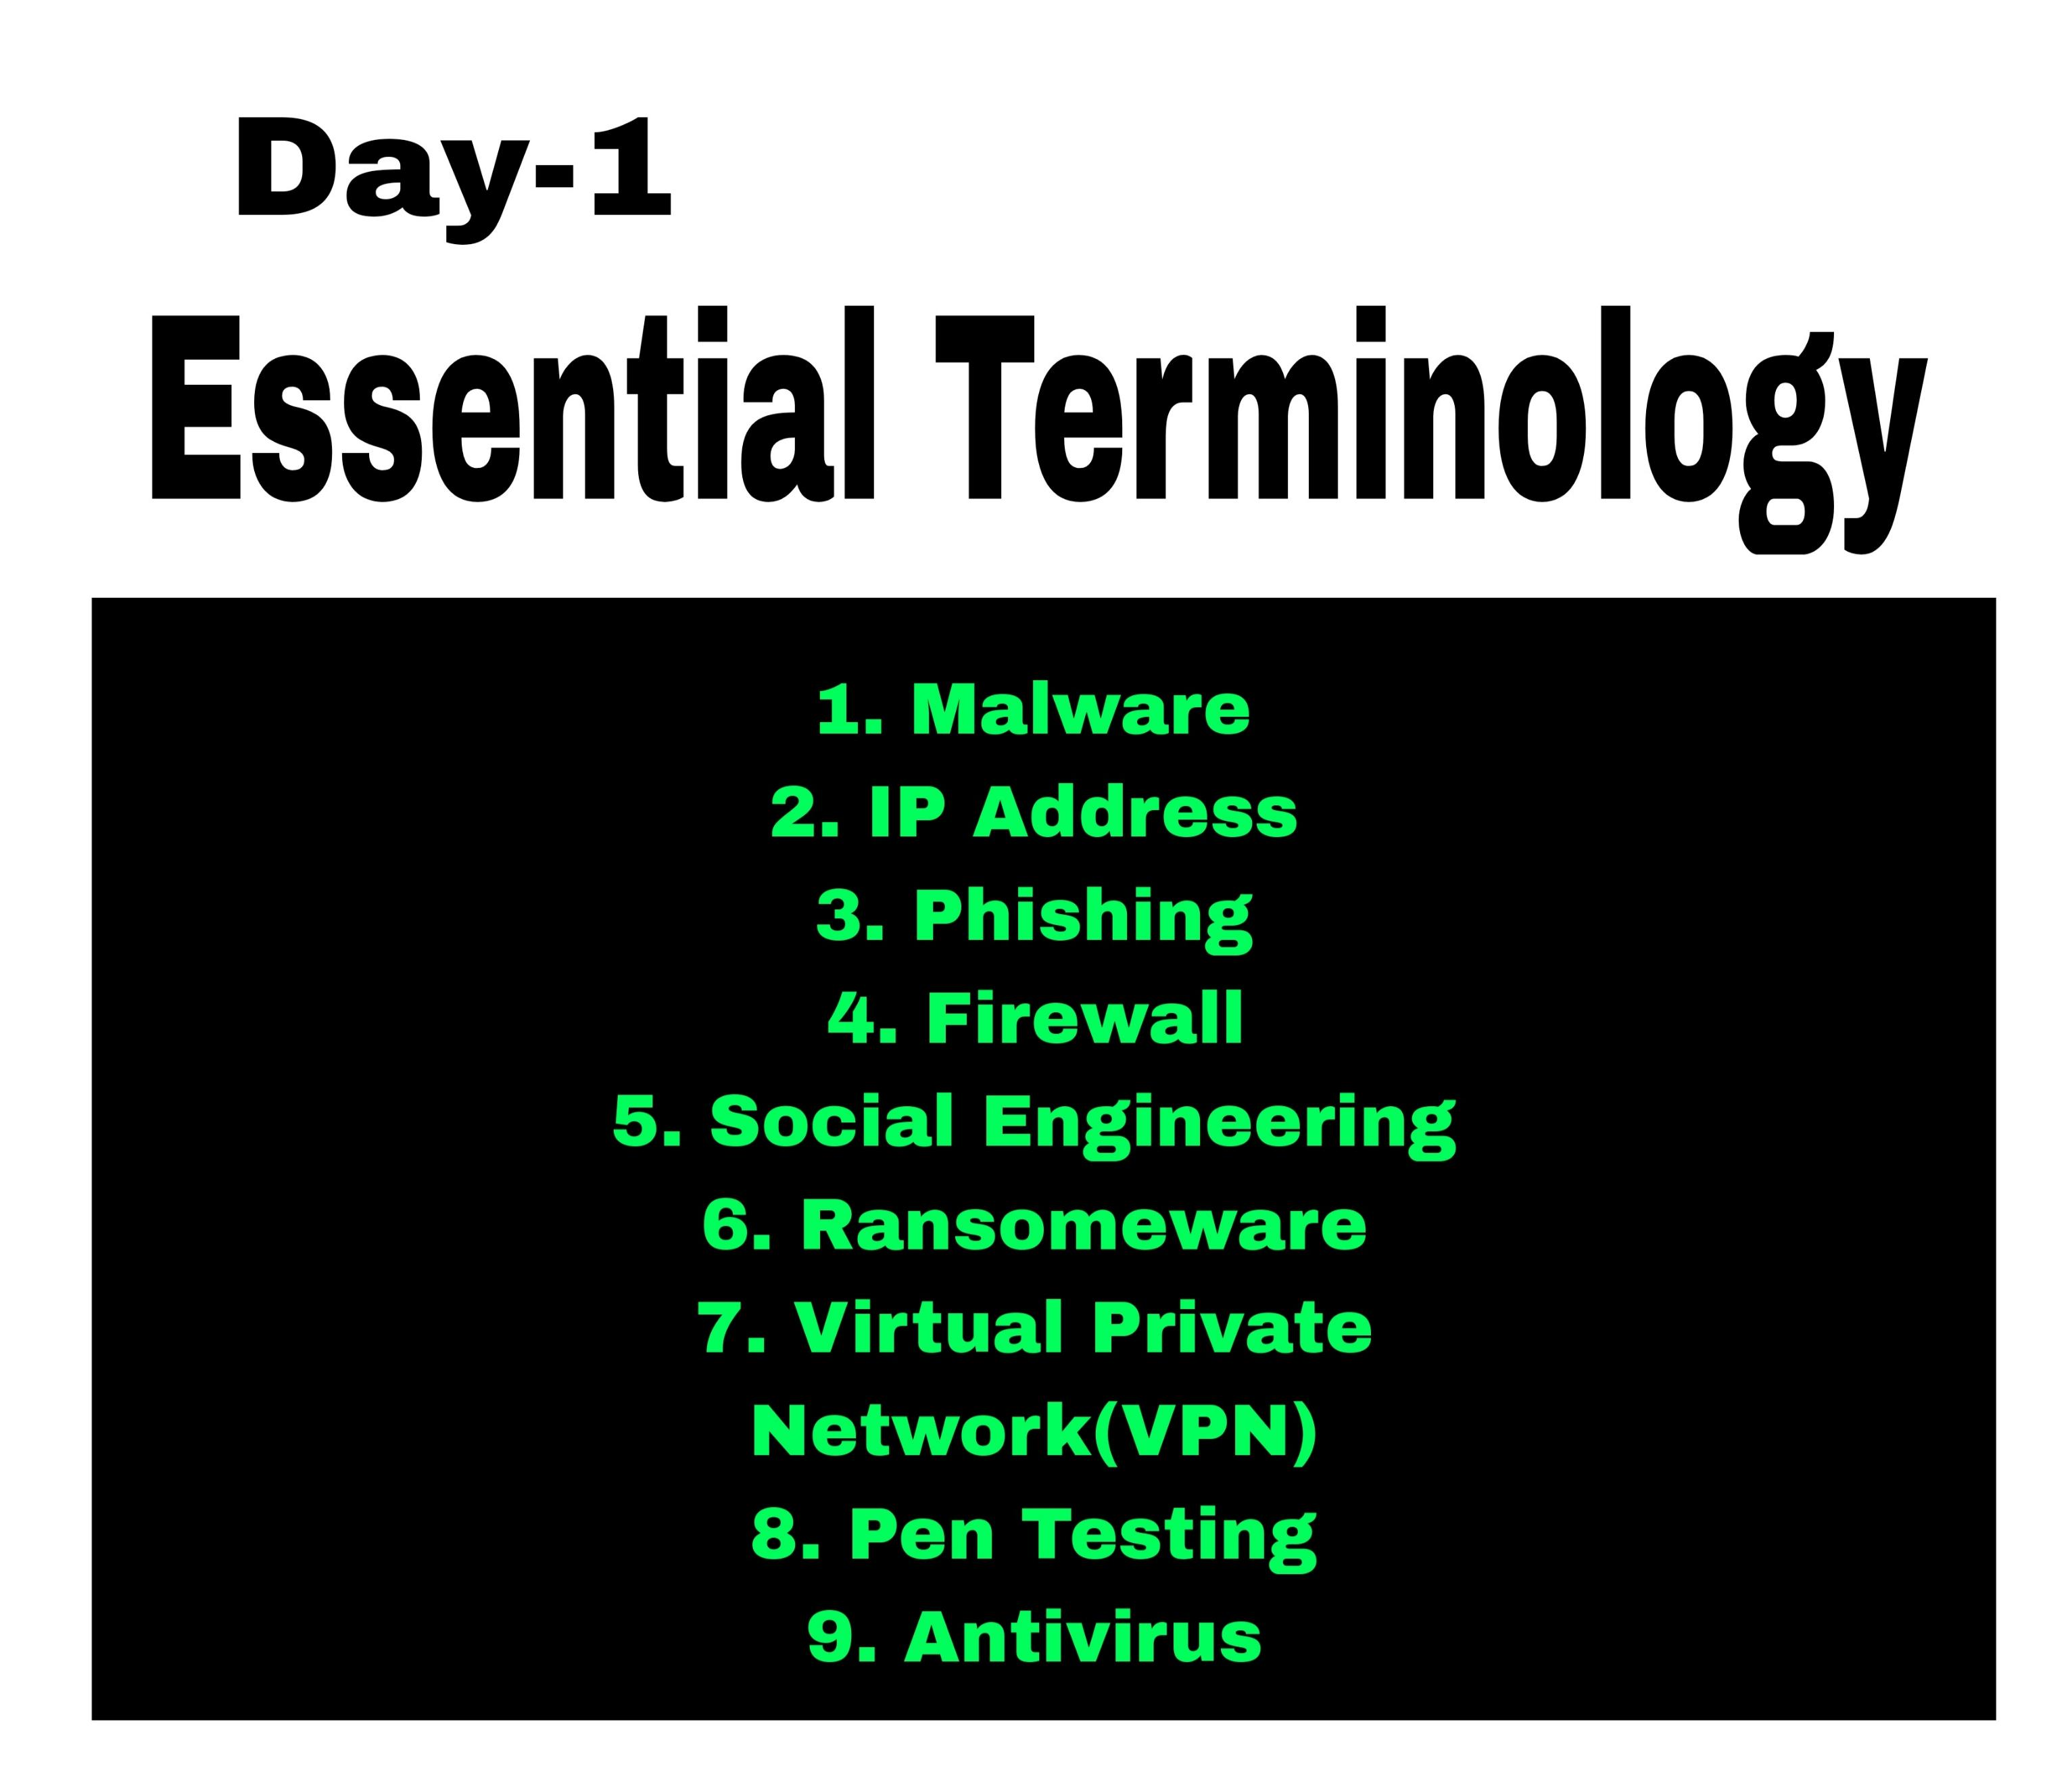 Day-1
Essential Terminology
1. Malware
2. IP Address
3. Phishing
4. Firewall
5. Social Engineering
6. Ransomeware
7. Virtual Private
Network(VPN)
8. Pen Testing
9. Antivirus